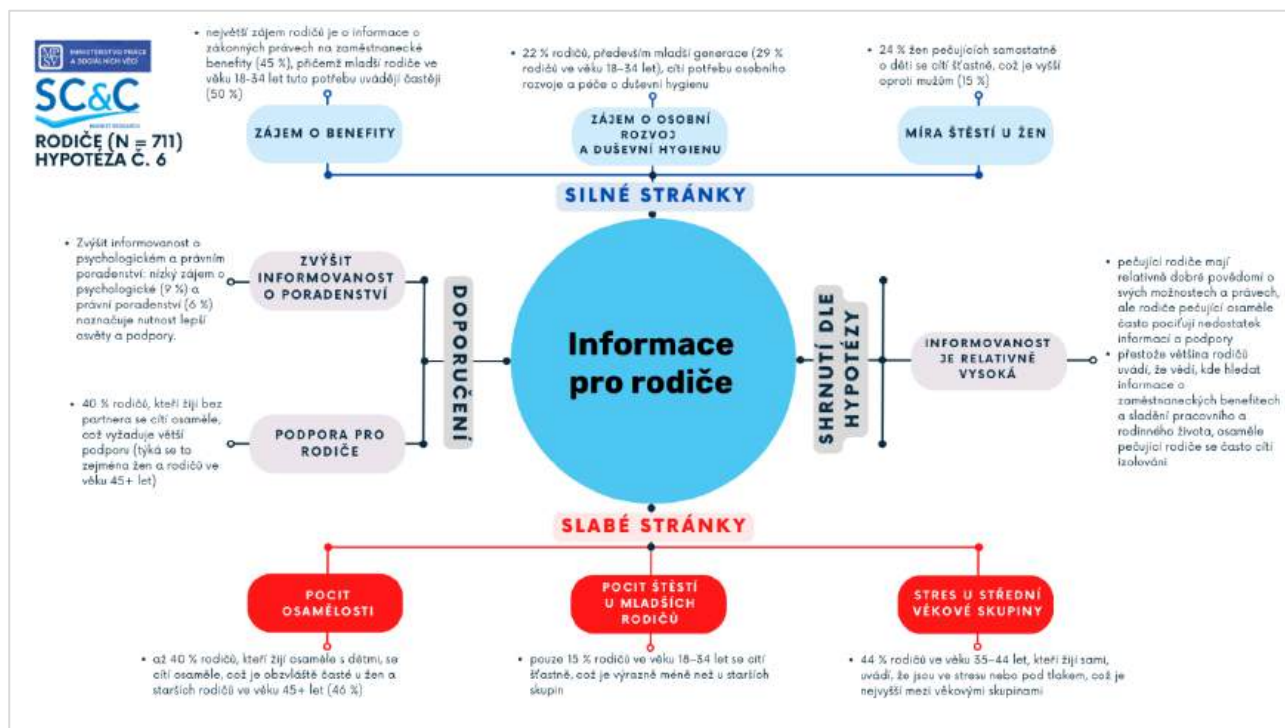 MPSV
MINISTERSTVO PRÁCE
A SOCIÁLNÍCH VĚCÍ
SC&C
MARKET RESEARCH
RODIČE (N = 711)
HYPOTÉZA Č. 6
• největší zájem rodičů je o informace o
zákonných právech na zaměstnanecké
benefity (45 %), přičemž mladí rodiče ve
věku 18-34 let tuto potřebu uvádějí častěji
(50 %)
• 22 % rodičů, především mladší generace (29 %
rodičů ve věku 18–34 let), cítí potřebu osobního
rozvoje a péče o duševní hygienu
• 24 % žen pečujících samostatně
o děti se cítí šťastně, což je vyšší
oproti mužům (15 %)
ZÁJEM O BENEFITY
ZÁJEM O OSOBNÍ
ROZVOJ
A DUŠEVNÍ HYGIENU
MÍRA ŠTĚSTÍ U ŽEN
SILNÉ STRÁNKY
• Zvýšit informovanost o
psychologickém a právním
poradenství: nízký zájem o
psychologické (9 %) a
právní poradenství (6 %)
naznačuje nutnost lepší
osvěty a podpory.
ZVÝŠIT
INFORMOVANOST
O PORADENSTVÍ
• 40 % rodičů, kteří žijí bez
partnera se cítí osaměle,
což vyžaduje větší
podporu (týká se to
zejména žen a rodičů ve
věku 45+ let)
PODPORA PRO
RODIČE
DOPORUČENÍ
Informace
pro rodiče
SHRNUTÍ DLE
HYPOTÉZY
INFORMOVANOST
JE RELATIVNĚ
VYSOKÁ
• pečující rodiče mají
relativně dobré povědomí o
svých možnostech a právech,
ale rodiče pečující osaměle
často pociťují nedostatek
informací a podpory
• přestože většina rodičů
uvádí, že vědí, kde hledat
informace o
zaměstnaneckých benefitech
a sladění pracovního a
rodinného života, osaměle
pečující rodiče se často cítí
izolováni
SLABÉ STRÁNKY
POCIT
OSAMĚLOSTI
POCIT ŠTĚSTÍ
U MLADŠÍCH
RODIČŮ
STRES U STŘEDNÍ
VĚKOVÉ SKUPINY
• až 40 % rodičů, kteří žijí osaměle s dětmi, se
cítí osaměle, což je obzvláště časté u žen a
starších rodičů ve věku 45+ let (46 %)
• pouze 15 % rodičů ve věku 18–34 let se cítí
šťastně, což je výrazně méně než u starších
skupin
• 44 % rodičů ve věku 35–44 let, kteří žijí sami,
uvádí, že jsou ve stresu nebo pod tlakem, což je
nejvyšší mezi věkovými skupinami